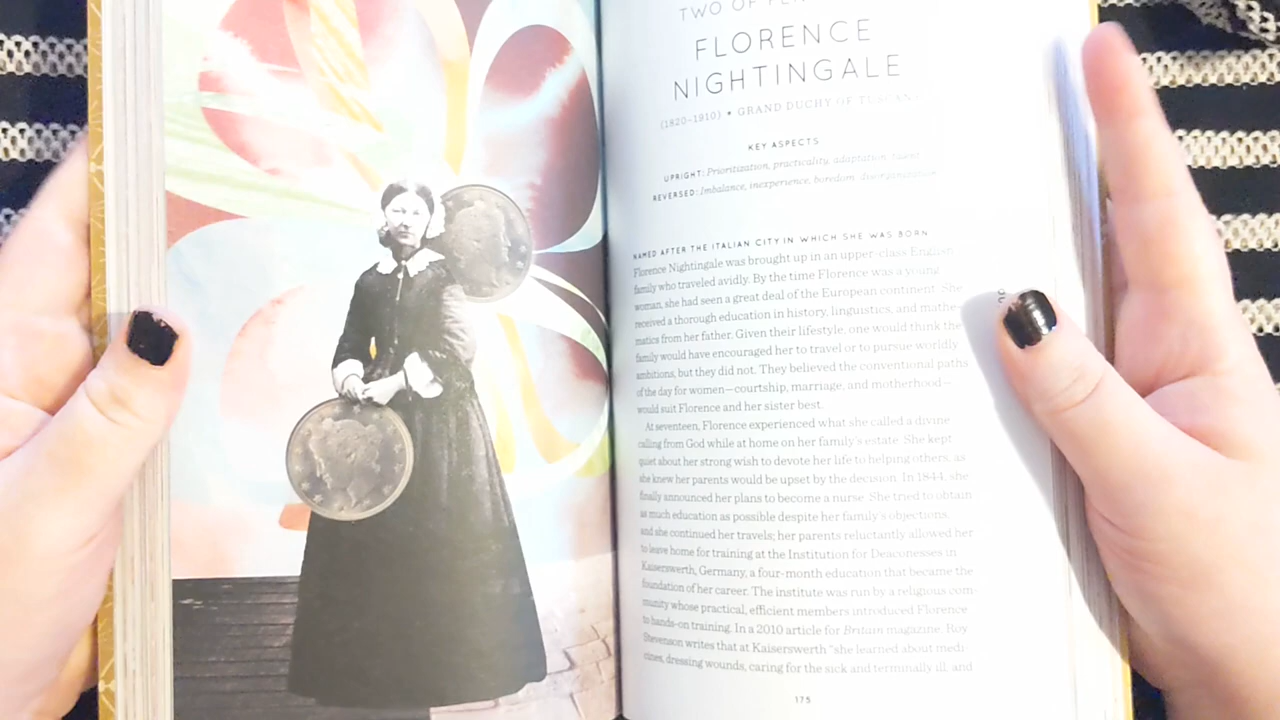 TWO OF
FLORENCE
NIGHTINGALE
(1820–1910) • GRAND DUCHY OF TUSCANY
KEY ASPECTS
UPRIGHT: Prioritization, practicality, adaptation, talent
REVERSED: Imbalance, inexperience, boredom, disorganization
NAMED AFTER THE ITALIAN CITY IN WHICH SHE WAS BORN
Florence Nightingale was brought up in an upper-class English
family who traveled avidly. By the time Florence was a young
woman, she had seen a great deal of the European continent. She
received a thorough education in history, linguistics, and mathe-
matics from her father. Given their lifestyle, one would think the
family would have encouraged her to travel or to pursue worldly
ambitions, but they did not. They believed the conventional paths
of the day for women—courtship, marriage, and motherhood—
would suit Florence and her sister best.
At seventeen, Florence experienced what she called a divine
calling from God while at home on her family's estate. She kept
quiet about her strong wish to devote her life to helping others, as
she knew her parents would be upset by the decision. In 1844, she
finally announced her plans to become a nurse. She tried to obtain
as much education as possible despite her family's objections,
and she continued her travels; her parents reluctantly allowed her
to leave home for training at the Institution for Deaconesses in
Kaiserswerth, Germany, a four-month education that became the
foundation of her career. The institute was run by a religious com-
munity whose practical, efficient members introduced Florence
to hands-on training. In a 2010 article for Britain magazine, Roy
Stevenson writes that at Kaiserswerth "she learned about medi-
cines, dressing wounds, caring for the sick and terminally ill, and
175